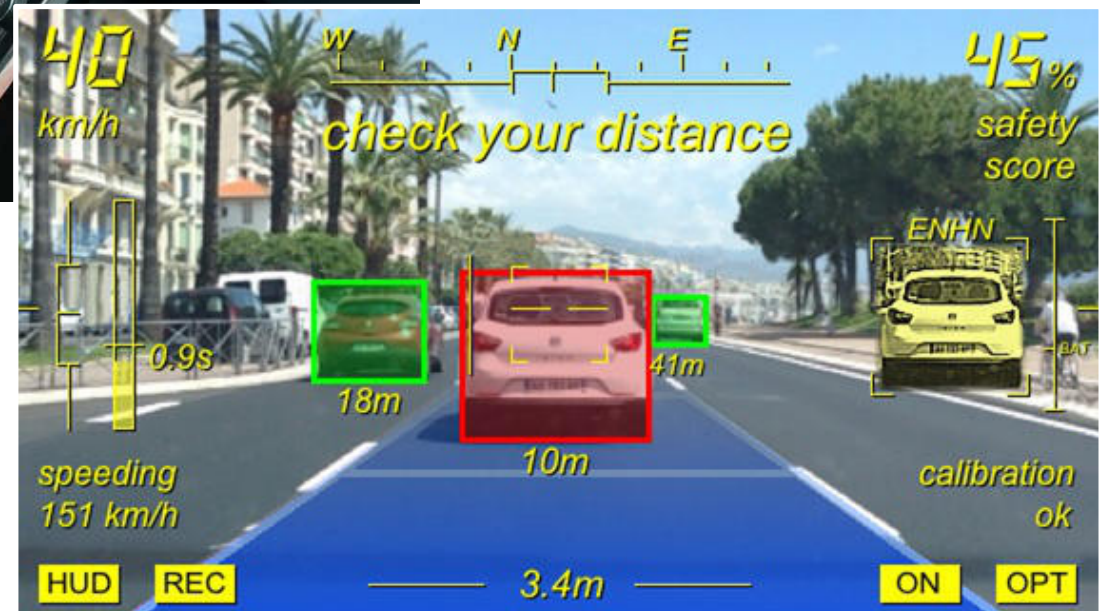 40
km/h
W N E
45%
safety
score
check your distance
ENHN
0.9s
BAT
41m
18m
10m
speeding
151 km/h
calibration
ok
HUD REC
3.4m
ON OPT